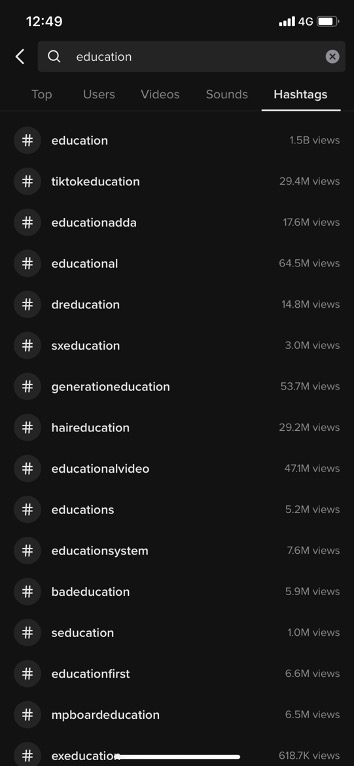 12:49
4G
education
Top Users Videos Sounds Hashtags
# education 1.5B views
# tiktokeducation 29.4M views
# educationadda 17.6M views
# educational 64.5M views
# dreducation 14.8M views
# sxeducation 3.0M views
# generationeducation 53.7M views
# haireducation 29.2M views
# educationalvideo 47.1M views
# educations 5.2M views
# educationsystem 7.6M views
# badeducation 5.9M views
# seducation 1.0M views
# educationfirst 6.6M views
# mpboardeducation 6.5M views
# exeducation 618.7K views